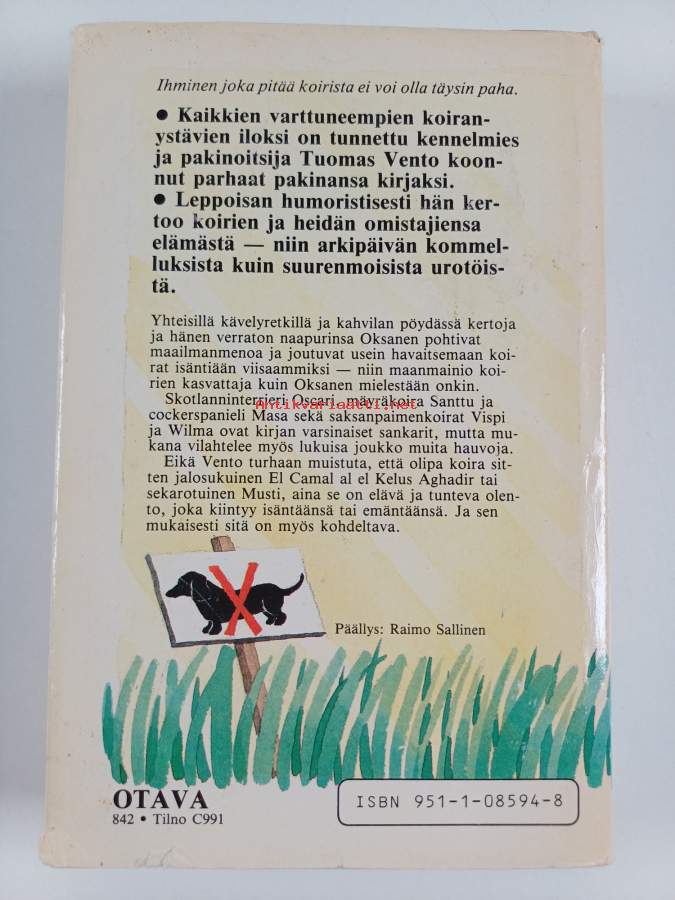 Ihminen joka pitää koirista ei voi olla täysin paha.
● Kaikkien varttuneempien koiran-
ystävien iloksi on tunnettu kennelmies
ja pakinoitsija Tuomas Vento koon-
nut parhaat pakinansa kirjaksi.
● Leppoisan humoristisesti hän ker-
too koirien ja heidän omistajiensa
elämästä — niin arkipäivän kommel-
luksista kuin suurenmoisista urotöis-
tä.
Yhteisillä kävelyretkillä ja kahvilan pöydässä kertoja
ja hänen verraton naapurinsa Oksanen pohtivat
maailmanmenoa ja joutuvat usein havaitsemaan koi-
rat isäntiään viisaammiksi — niin maanmainio koi-
rien kasvattaja kuin Oksanen mielestään onkin.
Skotlanninterrieri Oscari, mäyräkoira Santtu ja
Antikvariaatti.net
cockerspanieli Masa sekä saksanpaimenkoirat Vispi
ja Wilma ovat kirjan varsinaiset sankarit, mutta mu-
kana vilahtelee myös lukuisa joukko muita hauvoja.
Eikä Vento turhaan muistuta, että olipa koira sit-
ten jalosukuinen El Camal al el Kelus Aghadir tai
sekarotuinen Musti, aina se on elävä ja tunteva olen-
to, joka kiintyy isäntäänsä tai emäntäänsä. Ja sen
mukaisesti sitä on myös kohdeltava.
Päällys: Raimo Sallinen
OTAVA
842 • Tilno C991
ISBN 951-1-08594-8